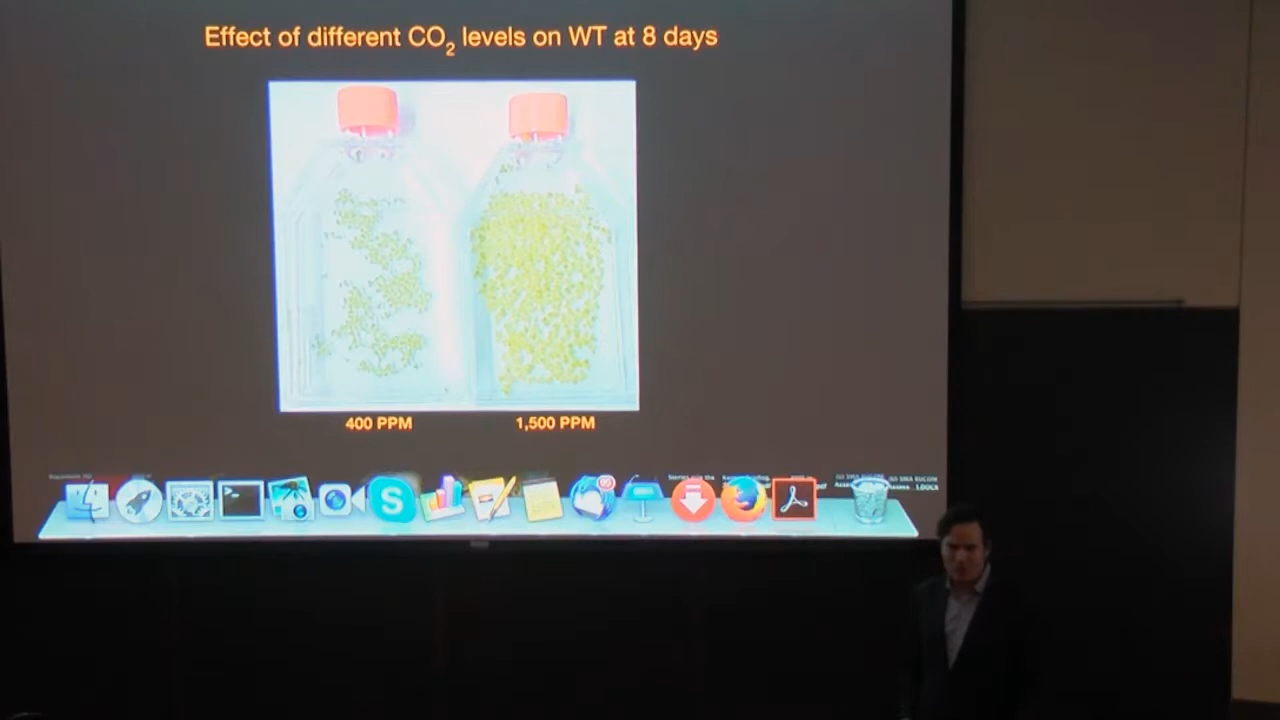 Effect of different CO₂ levels on WT at 8 days
400 PPM
1,500 PPM
S